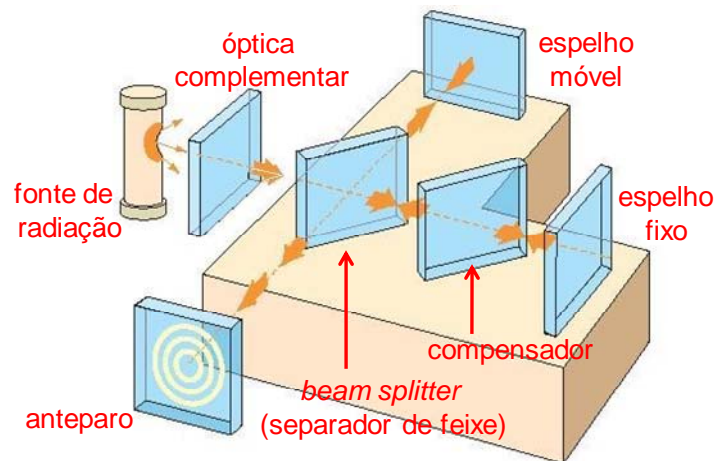 óptica
complementar
espelho
móvel
fonte de
radiação
espelho
fixo
compensador
beam splitter
(separador de feixe)
anteparo